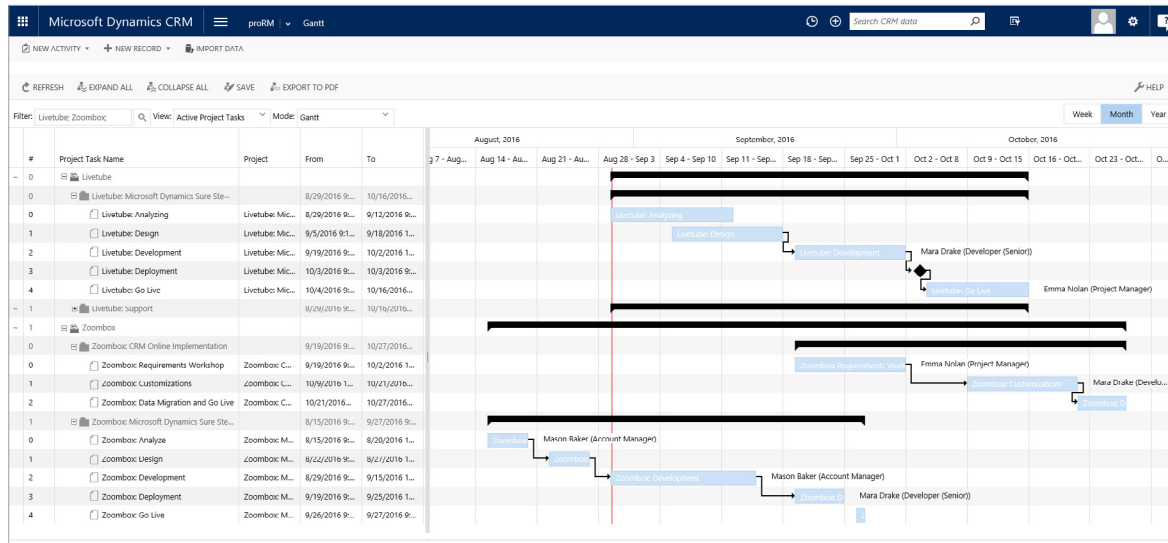 Microsoft Dynamics CRM proRM Gantt Search CRM data
NEW ACTIVITY NEW RECORD IMPORT DATA
REFRESH EXPAND ALL COLLAPSE ALL SAVE EXPORT TO PDF HELP
Filter: Livetube; Zoombox; View: Active Project Tasks Mode: Gantt Week Month Year
August, 2016 September, 2016 October, 2016
# Project Task Name Project From To g 7 - Aug... Aug 14 - Au... Aug 21 - Au... Aug 28 - Sep 3 Sep 4 - Sep 10 Sep 11 - Sep... Sep 18 - Sep... Sep 25 - Oct 1 Oct 2 - Oct 8 Oct 9 - Oct 15 Oct 16 - Oct... Oct 23 - Oct... O...
0 Livetube
0 Livetube: Microsoft Dynamics Sure Ste... 8/29/2016 9:... 10/16/2016...
0 Livetube: Analyzing Livetube: Mic... 8/29/2016 9:... 9/12/2016 9:... Livetube: Analyzing
1 Livetube: Design Livetube: Mic... 9/5/2016 9:1... 9/18/2016 1... Livetube: Design
2 Livetube: Development Livetube: Mic... 9/19/2016 9:... 10/2/2016 1... Livetube: Development Mara Drake (Developer (Senior))
3 Livetube: Deployment Livetube: Mic... 10/3/2016 9:... 10/3/2016 9:...
4 Livetube: Go Live Livetube: Mic... 10/4/2016 9:... 10/16/2016... Livetube: Go Live Emma Nolan (Project Manager)
1 Livetube: Support 8/29/2016 9:... 10/16/2016...
1 Zoombox
0 Zoombox: CRM Online Implementation 9/19/2016 9:... 10/27/2016...
0 Zoombox: Requirements Workshop Zoombox: C... 9/19/2016 9:... 10/2/2016 1... Zoombox: Requirements Work Emma Nolan (Project Manager)
1 Zoombox: Customizations Zoombox: C... 10/9/2016 1... 10/21/2016... Zoombox: Customizations Mara Drake (Develo...
2 Zoombox: Data Migration and Go Live Zoombox: C... 10/21/2016... 10/27/2016... Zoombox: D
1 Zoombox: Microsoft Dynamics Sure Ste... 8/15/2016 9:... 9/27/2016 9:...
0 Zoombox: Analyze Zoombox: M... 8/15/2016 9:... 8/20/2016 1... Zoombox: Mason Baker (Account Manager)
1 Zoombox: Design Zoombox: M... 8/22/2016 9:... 8/27/2016 1... Zoombox:
2 Zoombox: Development Zoombox: M... 8/29/2016 9:... 9/15/2016 1... Zoombox: Development Mason Baker (Account Manager)
3 Zoombox: Deployment Zoombox: M... 9/19/2016 9:... 9/25/2016 1... Zoombox: D Mara Drake (Developer (Senior))
4 Zoombox: Go Live Zoombox: M... 9/26/2016 9:... 9/27/2016 9:...